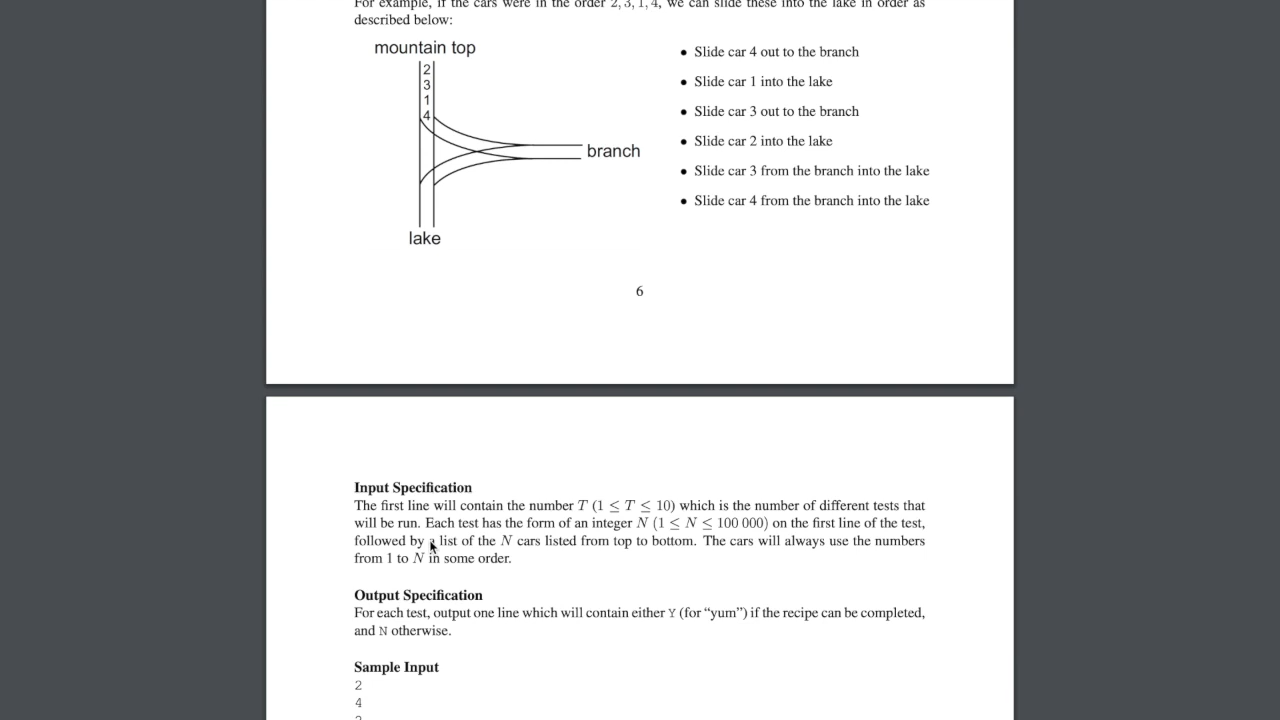 For example, if the cars were in the order 2, 3, 1, 4, we can slide these into the lake in order as
described below:
mountain top
2
3
1
4
branch
lake
• Slide car 4 out to the branch
• Slide car 1 into the lake
• Slide car 3 out to the branch
• Slide car 2 into the lake
• Slide car 3 from the branch into the lake
• Slide car 4 from the branch into the lake
6
Input Specification
The first line will contain the number T (1 ≤ T ≤ 10) which is the number of different tests that
will be run. Each test has the form of an integer N (1 ≤ N ≤ 100 000) on the first line of the test,
followed by a list of the N cars listed from top to bottom. The cars will always use the numbers
from 1 to N in some order.
Output Specification
For each test, output one line which will contain either Y (for “yum”) if the recipe can be completed,
and N otherwise.
Sample Input
2
4